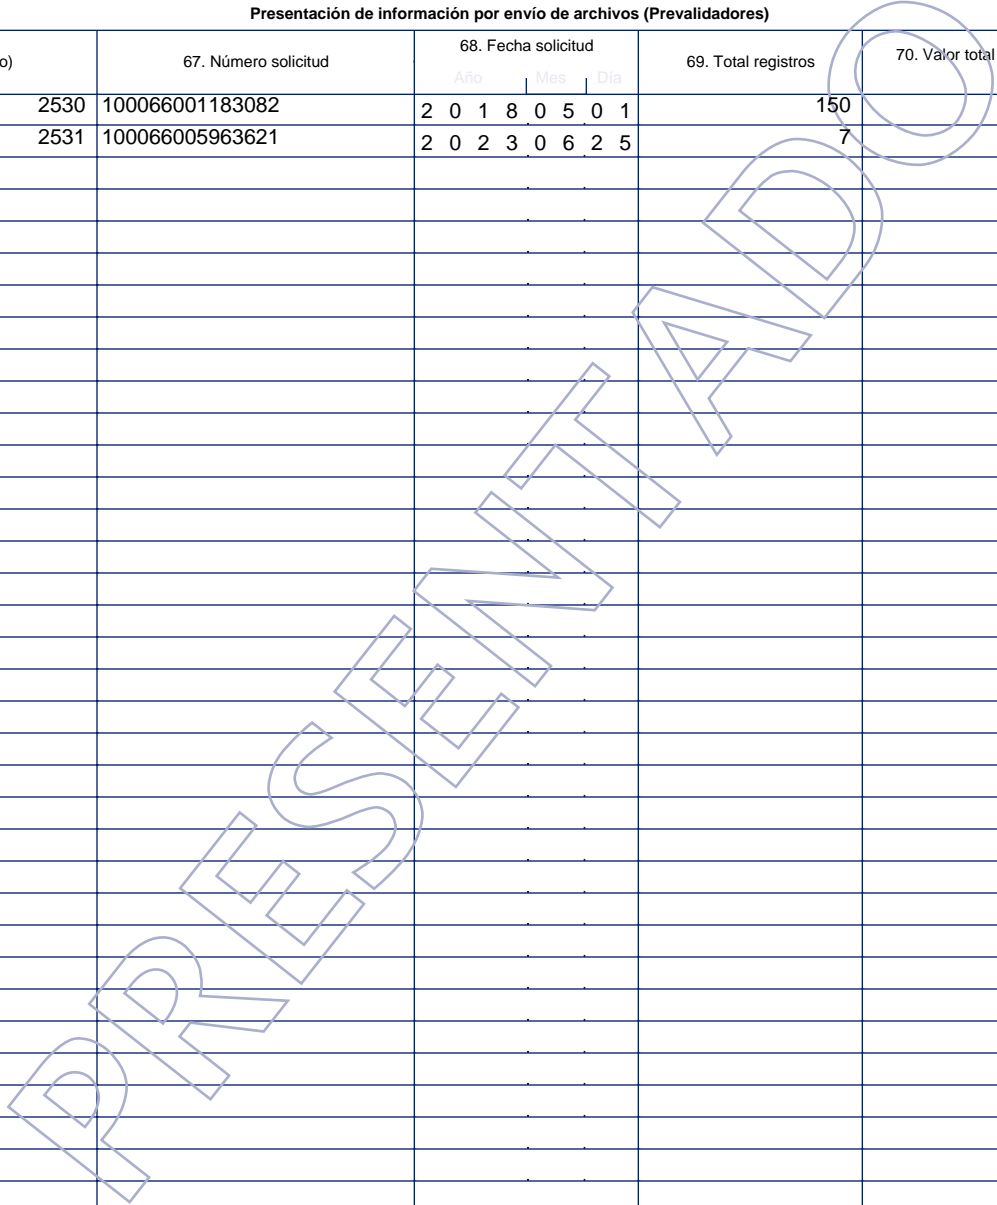 Presentación de información por envío de archivos (Prevalidadores)
o) 67. Número solicitud 68. Fecha solicitud 69. Total registros 70. Valor total
Año Mes Día
2530 100066001183082 2 0 1 8 0 5 0 1 150
2531 100066005963621 2 0 2 3 0 6 2 5 7
PRESENTADO